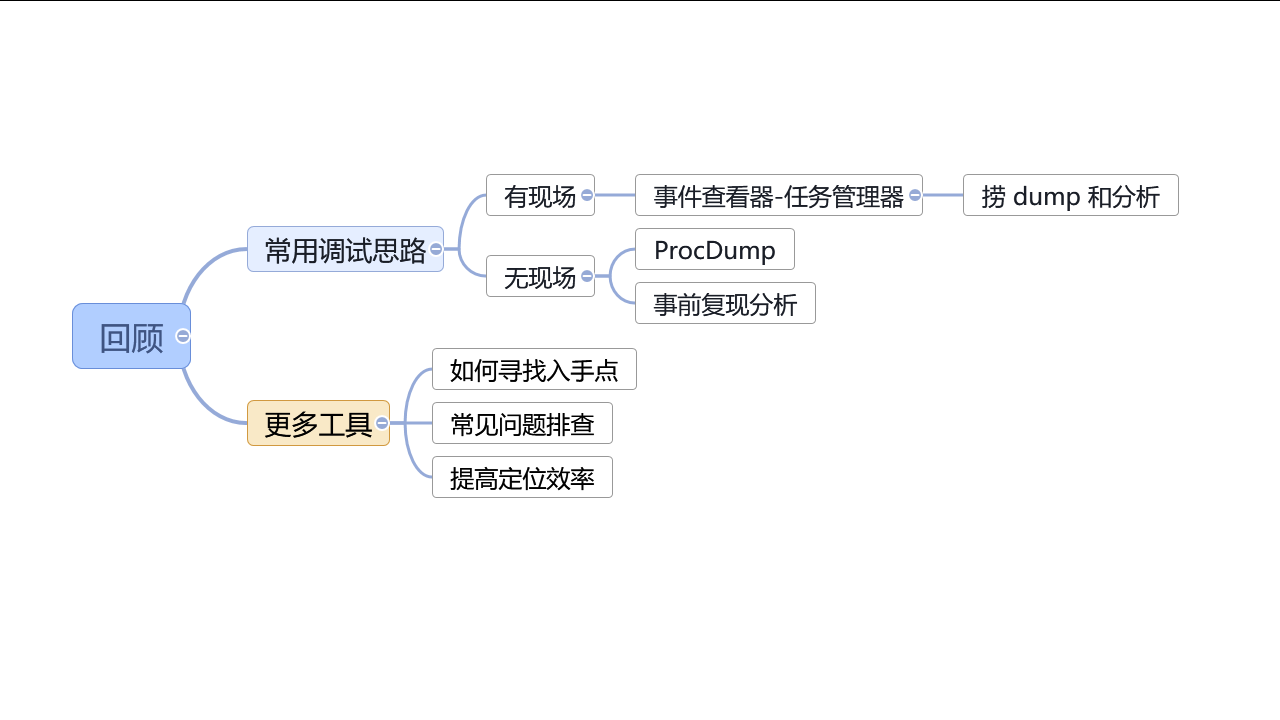 回顾
常用调试思路
有现场
事件查看器-任务管理器
捞 dump 和分析
无现场
ProcDump
事前复现分析
更多工具
如何寻找入手点
常见问题排查
提高定位效率